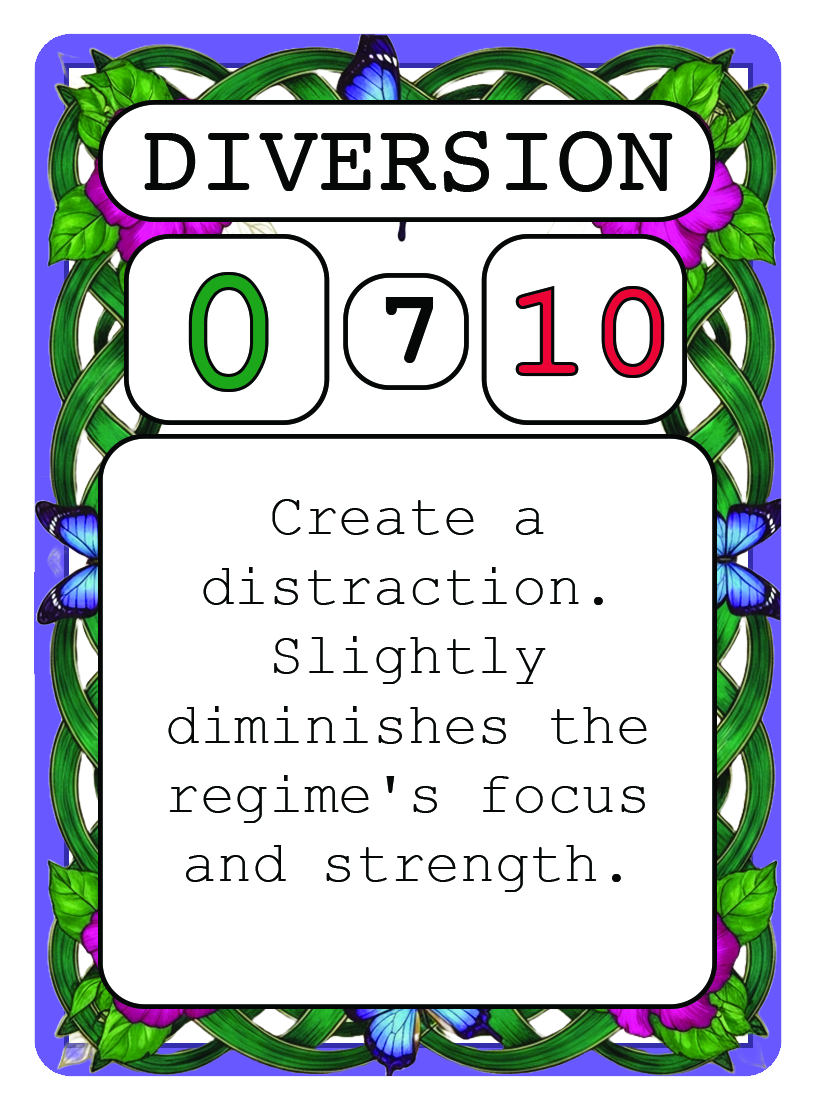 DIVERSION
0 7 10
Create a
distraction.
Slightly
diminishes the
regime's focus
and strength.